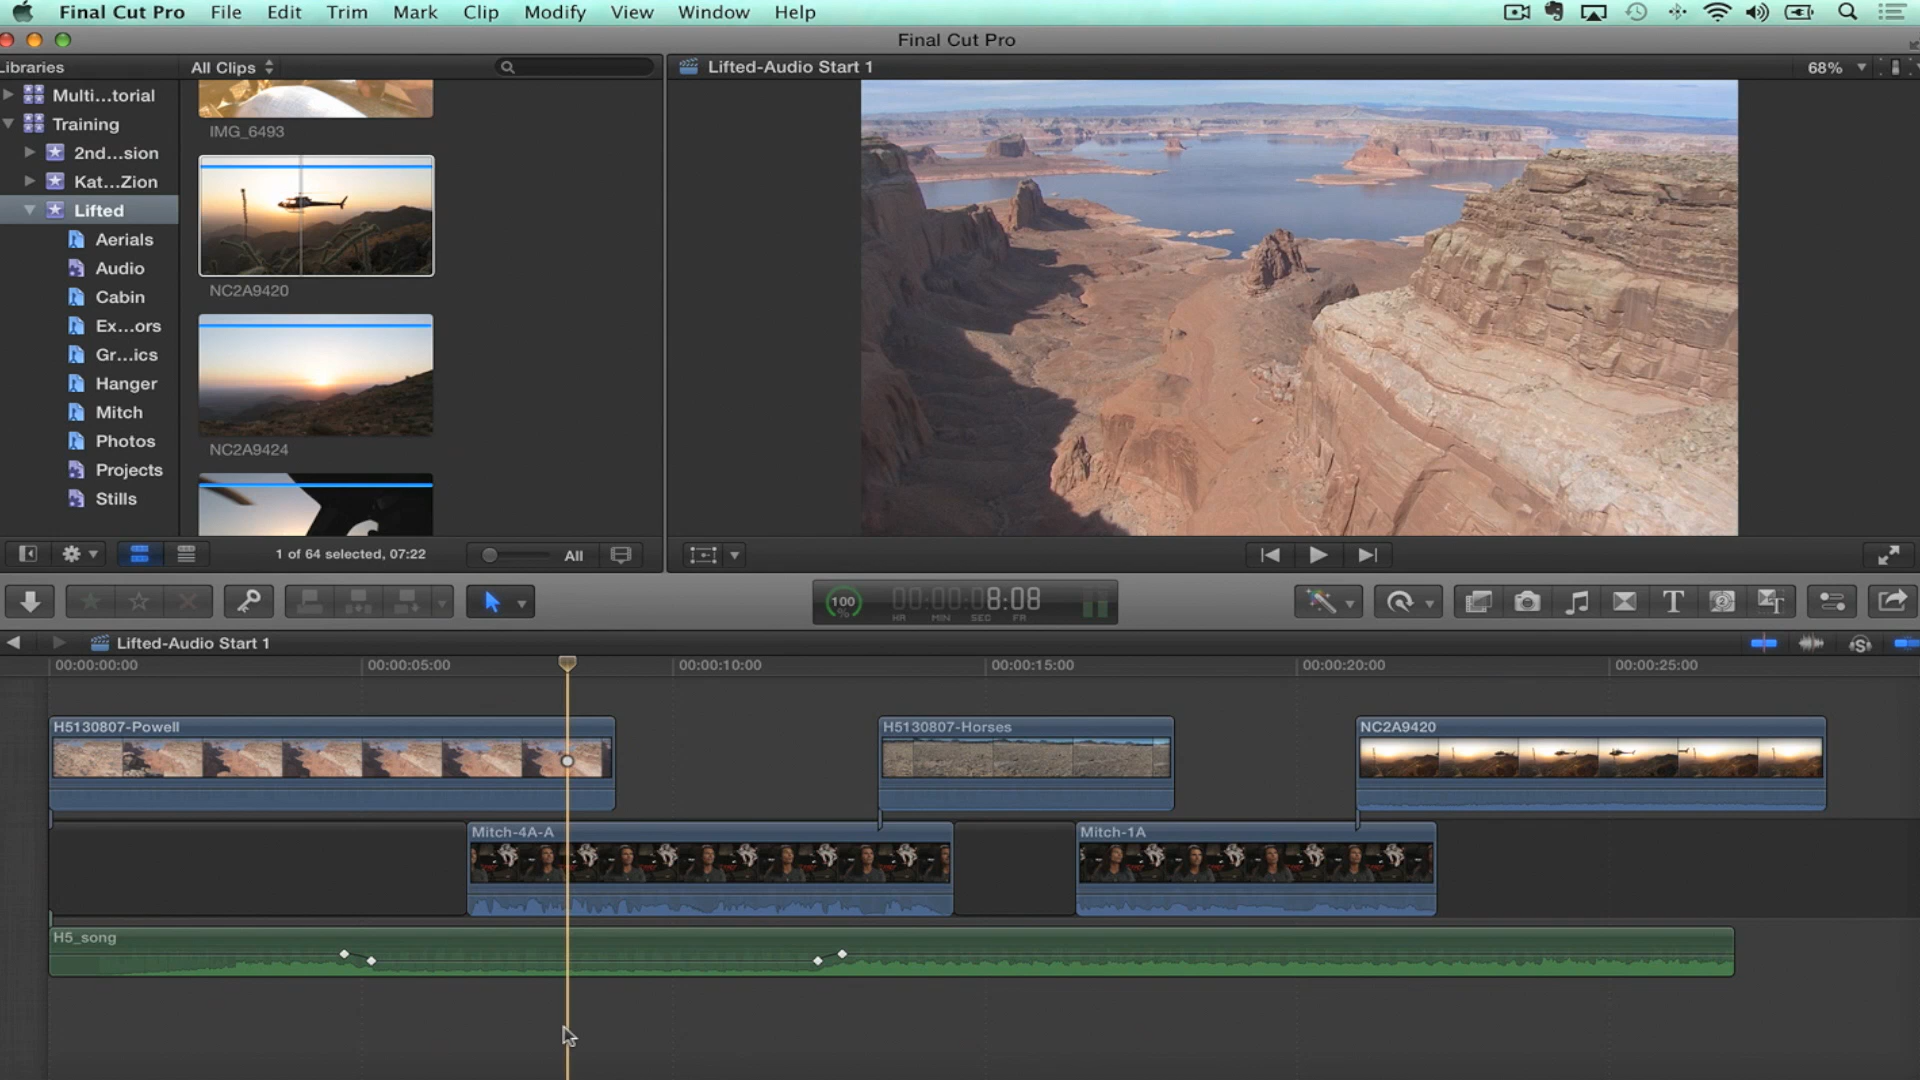 Final Cut Pro File Edit Trim Mark Clip Modify View Window Help
Final Cut Pro
Libraries
Multi...torial
Training
2nd...sion
Kat...Zion
Lifted
Aerials
Audio
Cabin
Ex...ors
Gr...ics
Hanger
Mitch
Photos
Projects
Stills
All Clips
IMG_6493
NC2A9420
NC2A9424
1 of 64 selected, 07:22
All
Lifted-Audio Start 1
68%
100
%
00:00:08:08
HR MIN SEC FR
T
Lifted-Audio Start 1
00:00:00:00 00:00:05:00 00:00:10:00 00:00:15:00 00:00:20:00 00:00:25:00
H5130807-Powell
H5130807-Horses
NC2A9420
Mitch-4A-A
Mitch-1A
H5_song